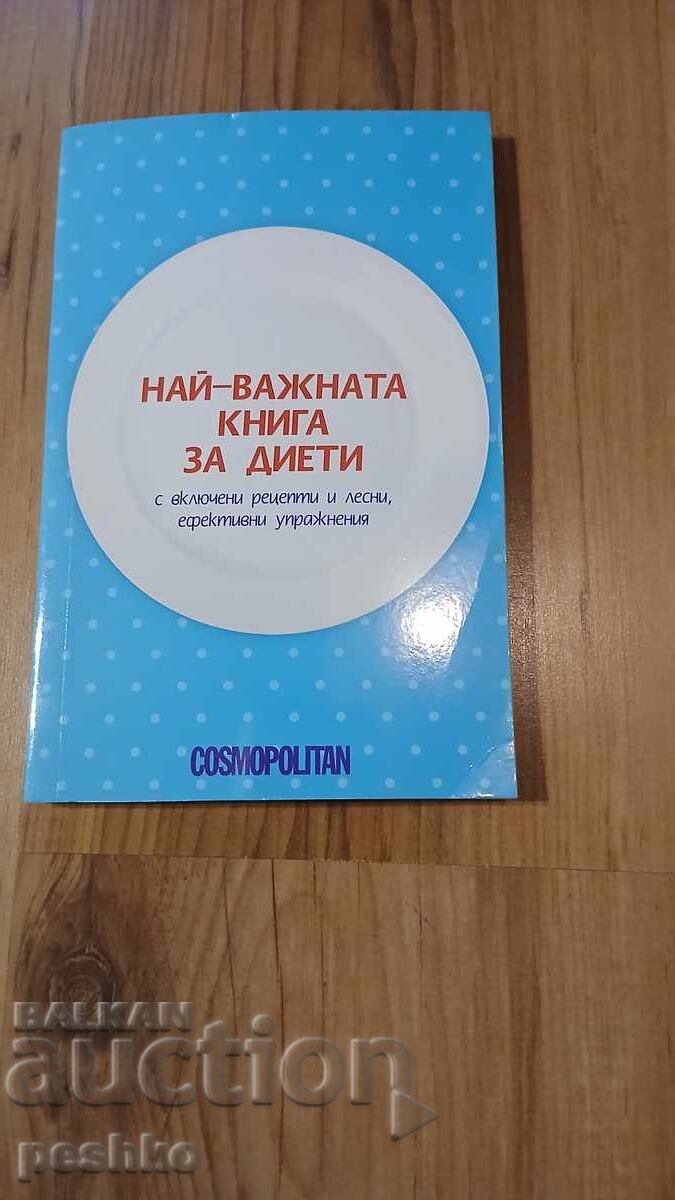 НАЙ-ВАЖНАТА
КНИГА
ЗА ДИЕТИ
с включени рецепти и лесни,
ефективни упражнения
COSMOPOLITAN
BALKAN
auction
peshko